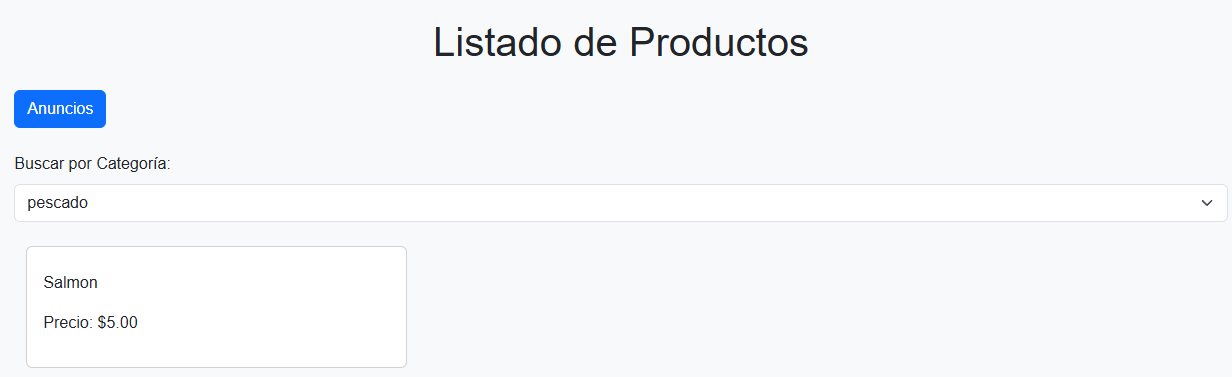 Listado de Productos
Anuncios
Buscar por Categoría:
pescado
Salmon
Precio: $5.00